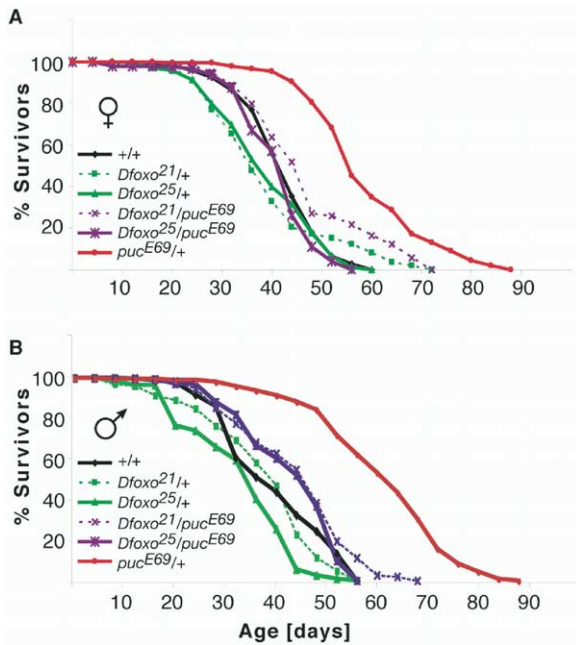 A
% Survivors
100
80
60
40
20
♀
+/+
Dfoxo21/+
Dfoxo25/+
Dfoxo21/pucE69
Dfoxo25/pucE69
pucE69/+
10 20 30 40 50 60 70 80 90
B
% Survivors
100
80
60
40
20
♂
+/+
Dfoxo21/+
Dfoxo25/+
Dfoxo21/pucE69
Dfoxo25/pucE69
pucE69/+
10 20 30 40 50 60 70 80 90
Age [days]